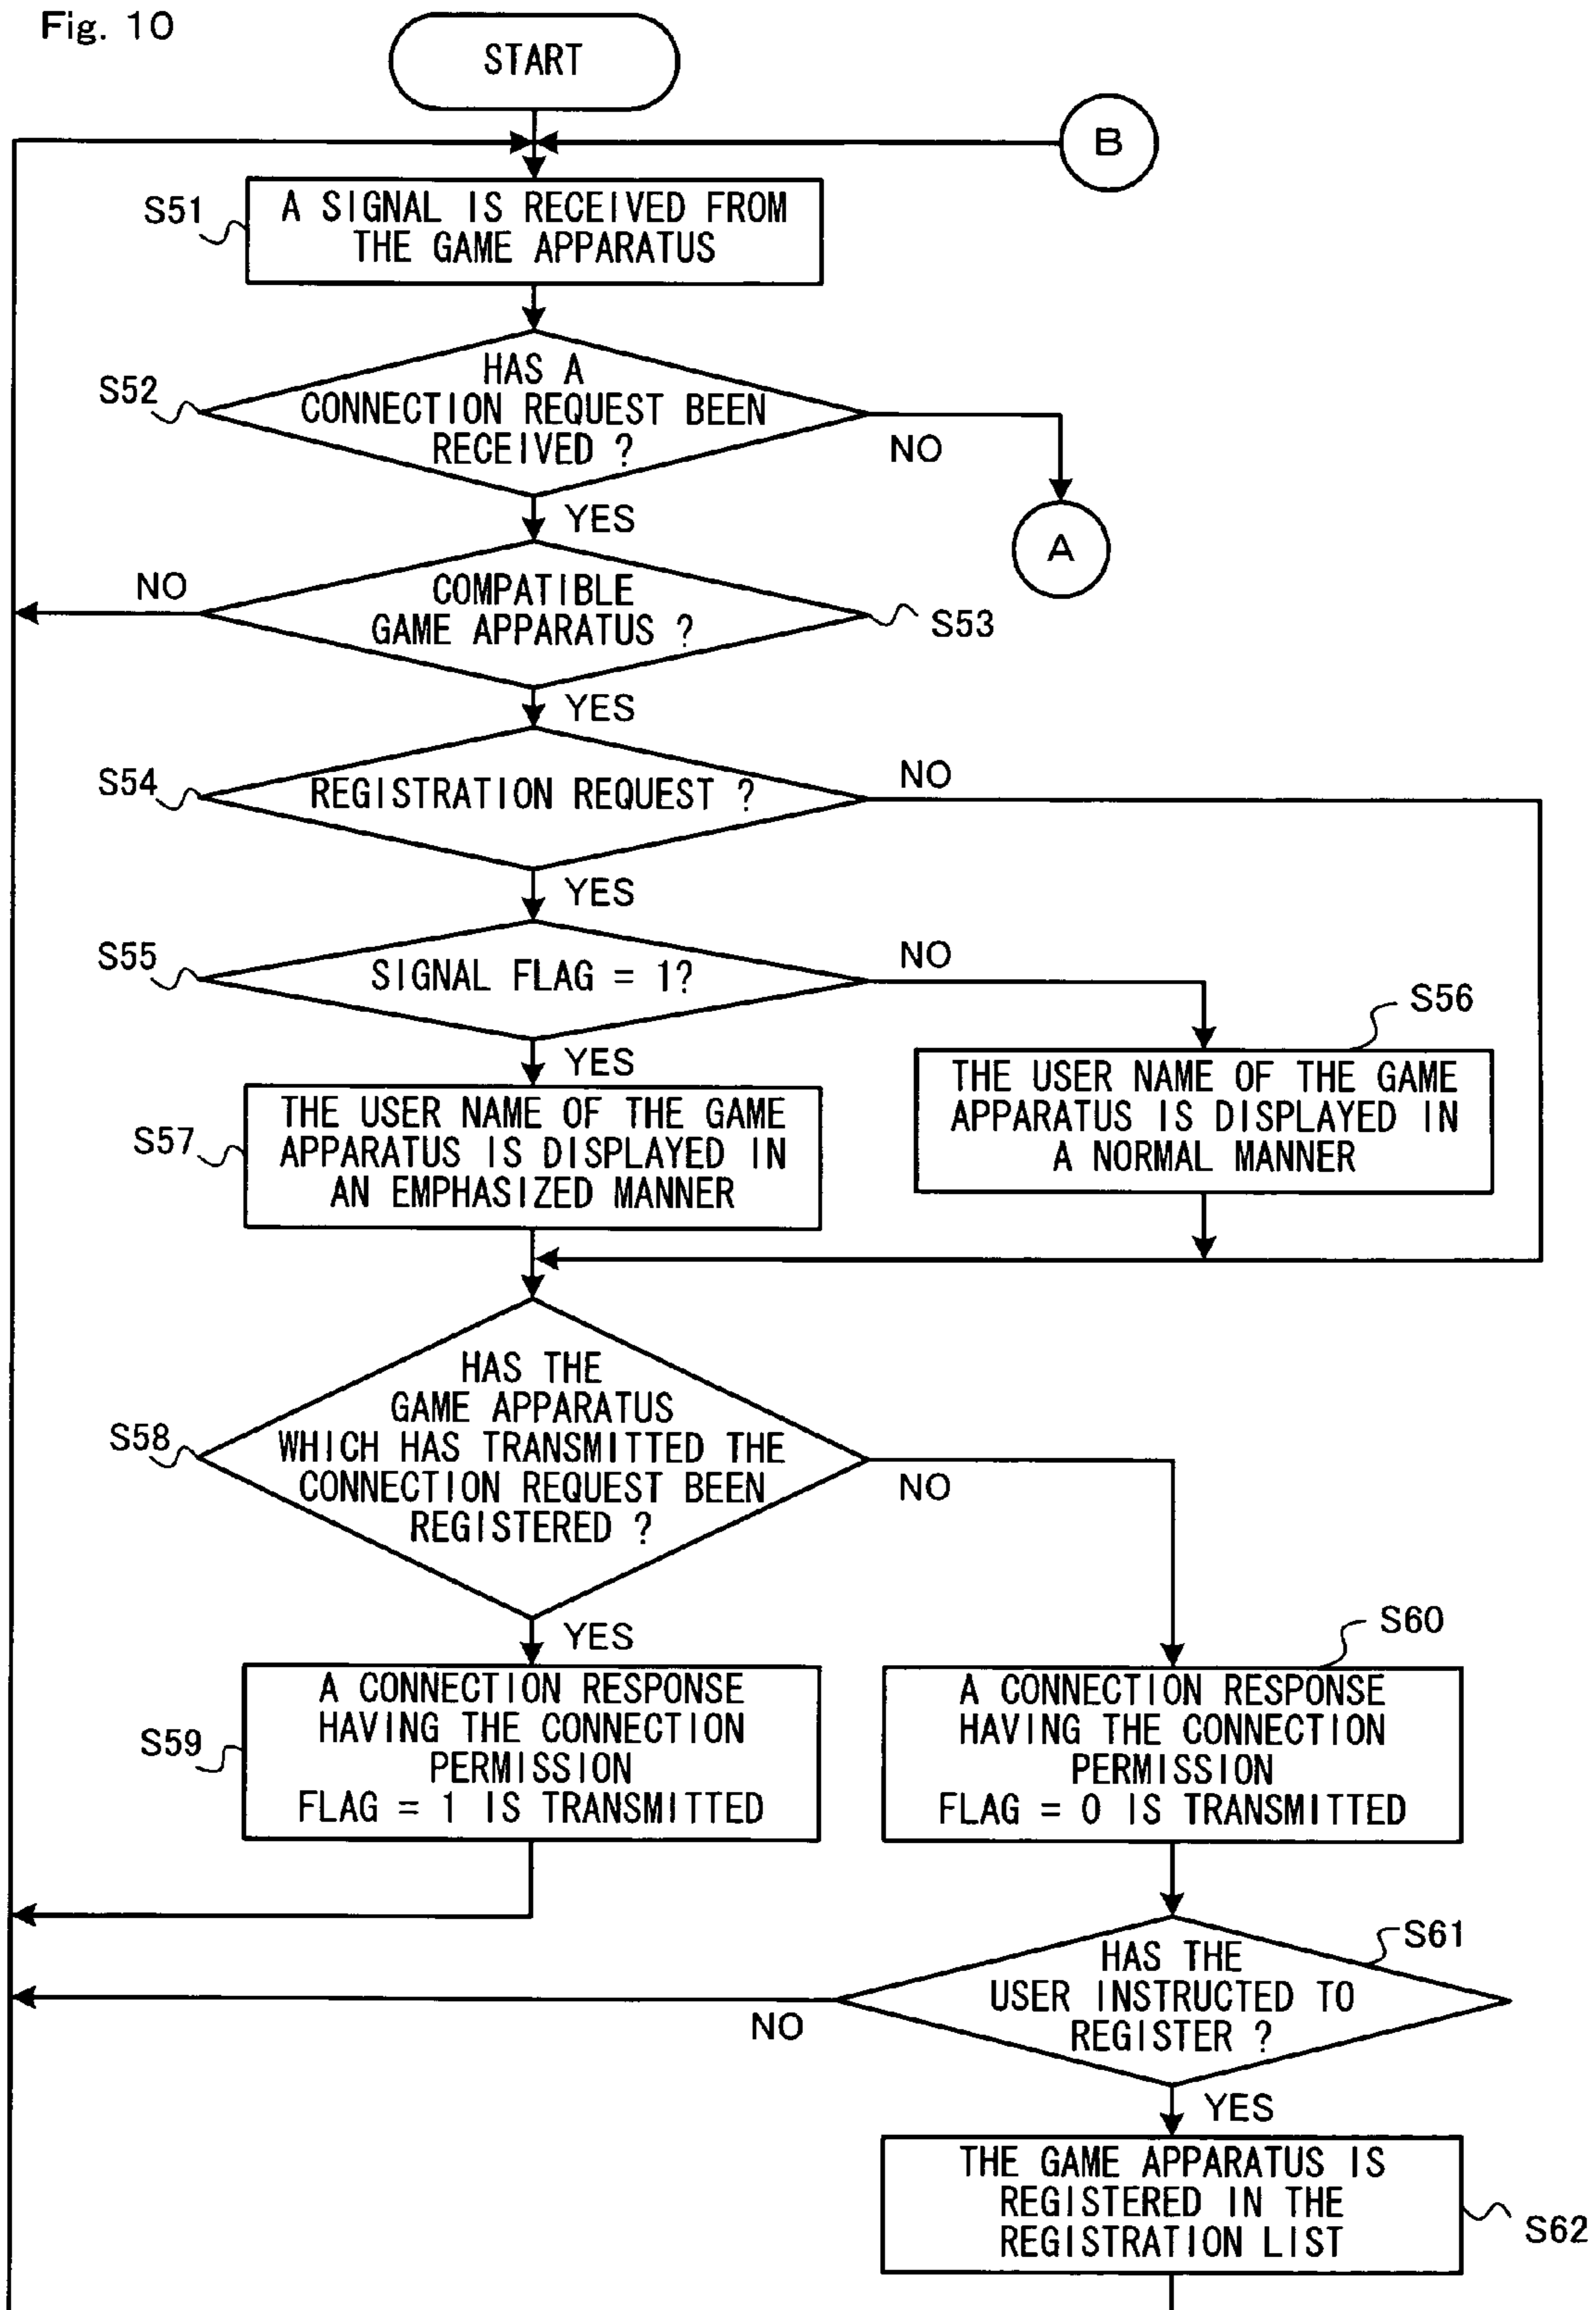 Fig. 10
START
B
S51
A SIGNAL IS RECEIVED FROM
THE GAME APPARATUS
S52
HAS A
CONNECTION REQUEST BEEN
RECEIVED ?
NO
YES
A
NO
COMPATIBLE
GAME APPARATUS ?
S53
YES
S54
REGISTRATION REQUEST ?
NO
YES
S55
SIGNAL FLAG = 1?
NO
YES
S56
THE USER NAME OF THE GAME
APPARATUS IS DISPLAYED IN
A NORMAL MANNER
S57
THE USER NAME OF THE GAME
APPARATUS IS DISPLAYED IN
AN EMPHASIZED MANNER
S58
HAS THE
GAME APPARATUS
WHICH HAS TRANSMITTED THE
CONNECTION REQUEST BEEN
REGISTERED ?
NO
YES
S59
A CONNECTION RESPONSE
HAVING THE CONNECTION
PERMISSION
FLAG = 1 IS TRANSMITTED
S60
A CONNECTION RESPONSE
HAVING THE CONNECTION
PERMISSION
FLAG = 0 IS TRANSMITTED
S61
HAS THE
USER INSTRUCTED TO
REGISTER ?
NO
YES
THE GAME APPARATUS IS
REGISTERED IN THE
REGISTRATION LIST
S62